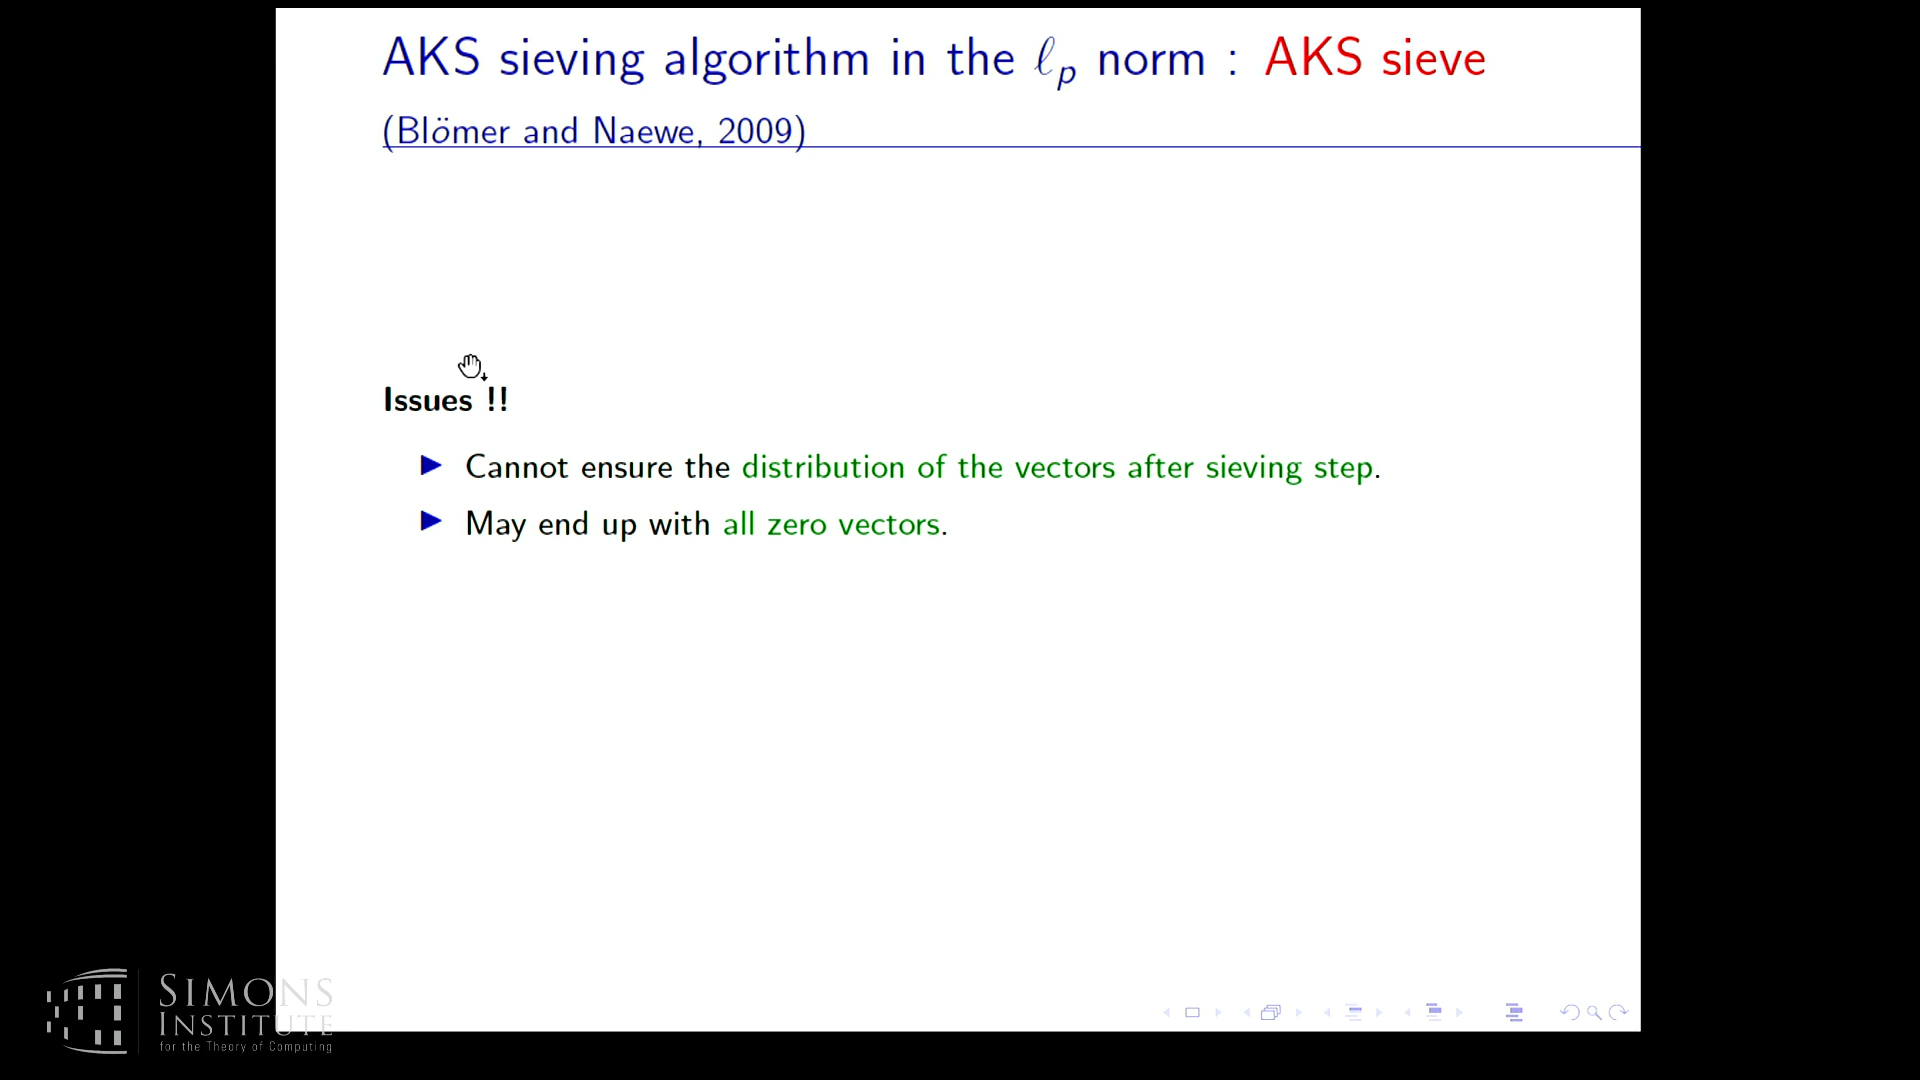 AKS sieving algorithm in the ℓp norm : AKS sieve
(Blömer and Naewe, 2009)
Issues !!
Cannot ensure the distribution of the vectors after sieving step.
May end up with all zero vectors.
SIMONS
INSTITUTE
for the Theory of Computing